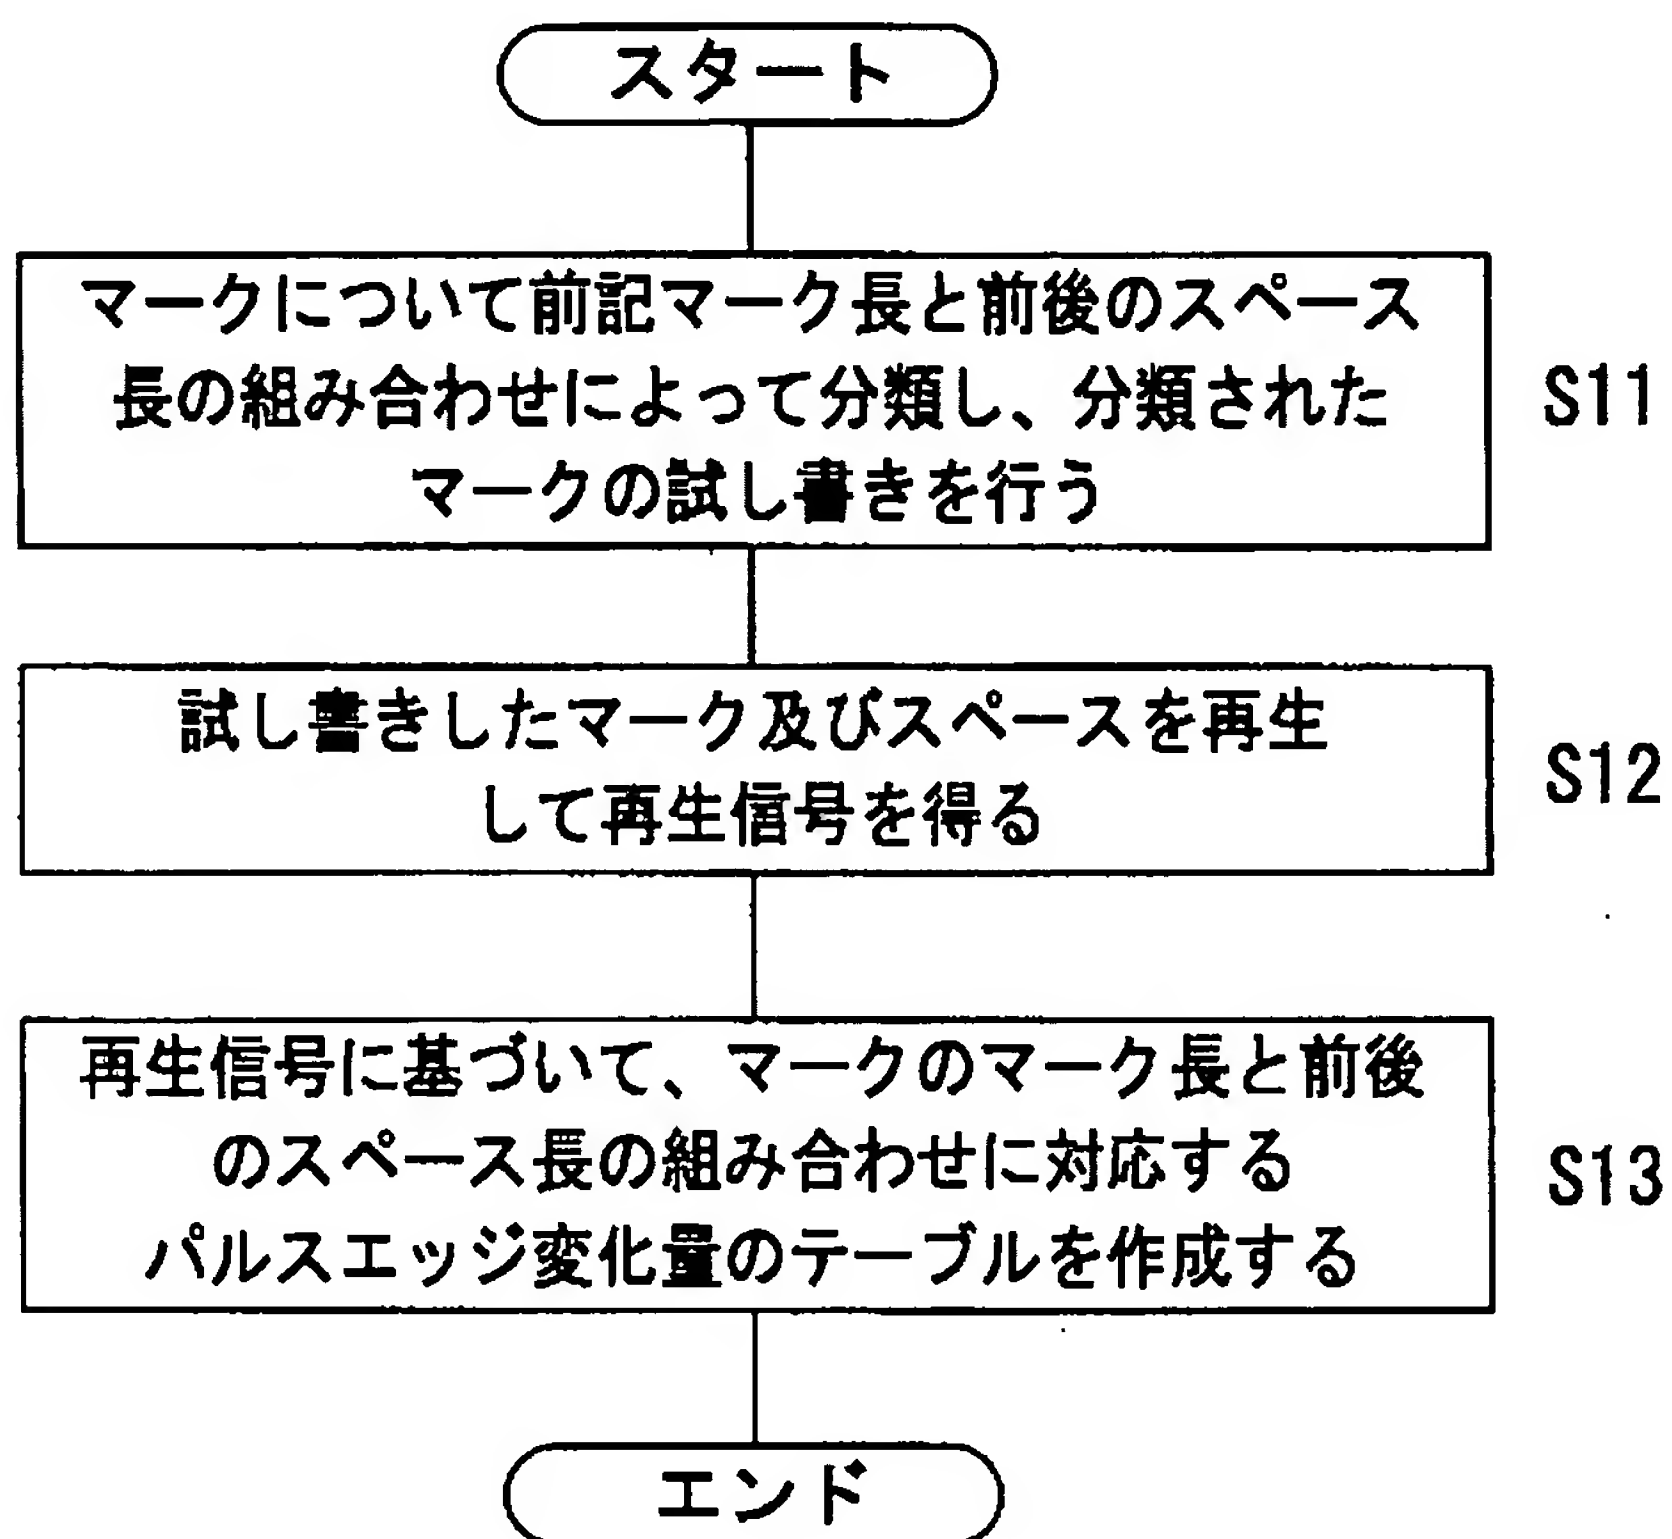 スタート
マークについて前記マーク長と前後のスペース
長の組み合わせによって分類し、分類された
マークの試し書きを行う
S11
試し書きしたマーク及びスペースを再生
して再生信号を得る
S12
再生信号に基づいて、マークのマーク長と前後
のスペース長の組み合わせに対応する
パルスエッジ変化量のテーブルを作成する
S13
エンド